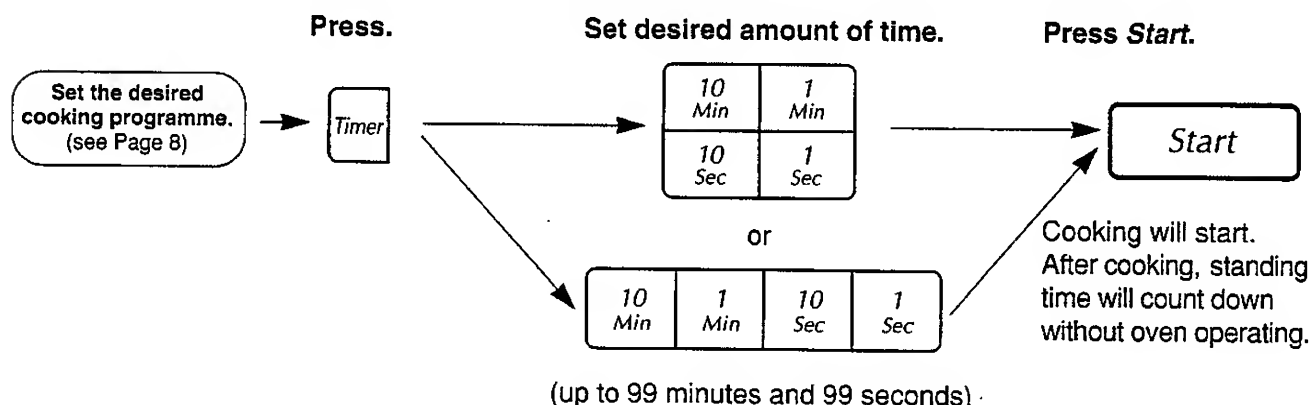 Press.
Set the desired
cooking programme.
(see Page 8)
Timer
Set desired amount of time.
10 Min
1 Min
10 Sec
1 Sec
or
10 Min
1 Min
10 Sec
1 Sec
(up to 99 minutes and 99 seconds)
Press Start.
Start
Cooking will start.
After cooking, standing
time will count down
without oven operating.